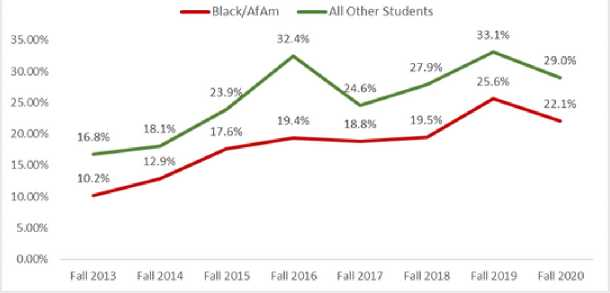 Black/AfAm All Other Students
35.00%
30.00%
25.00%
20.00%
15.00%
10.00%
5.00%
0.00%
16.8% 18.1% 23.9% 32.4% 24.6% 27.9% 33.1% 29.0%
10.2% 12.9% 17.6% 19.4% 18.8% 19.5% 25.6% 22.1%
Fall 2013 Fall 2014 Fall 2015 Fall 2016 Fall 2017 Fall 2018 Fall 2019 Fall 2020